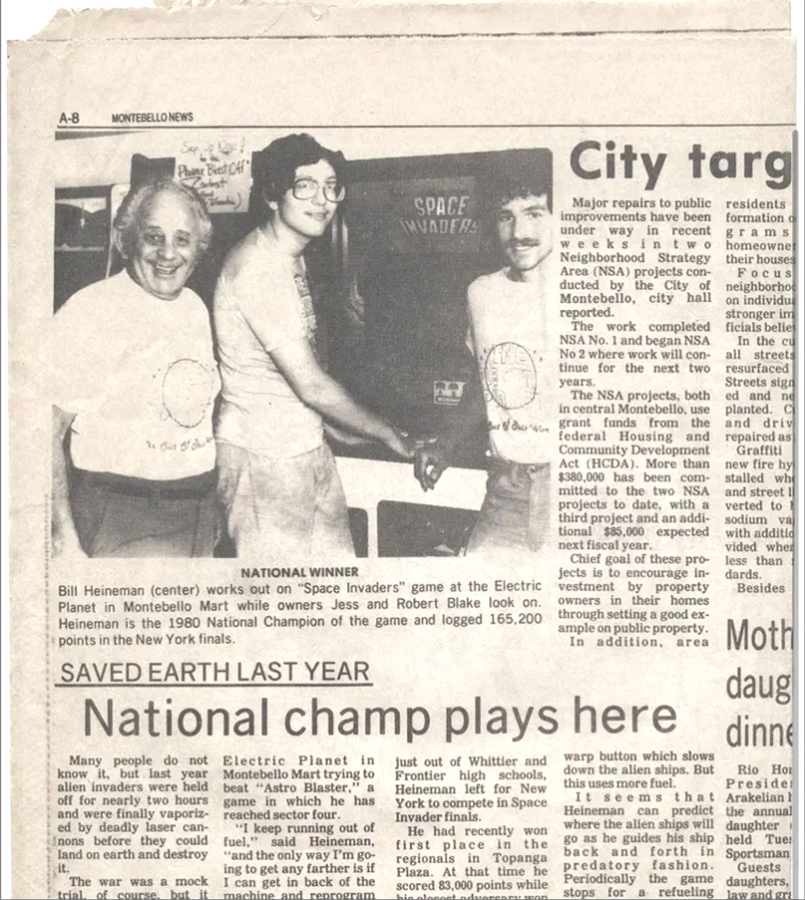 A-8 MONTEBELLO NEWS
Sign up Now!
Contest
SPACE
INVADERS
NATIONAL WINNER
Bill Heineman (center) works out on "Space Invaders" game at the Electric
Planet in Montebello Mart while owners Jess and Robert Blake look on.
Heineman is the 1980 National Champion of the game and logged 165,200
points in the New York finals.
SAVED EARTH LAST YEAR
National champ plays here
Many people do not
know it, but last year
alien invaders were held
off for nearly two hours
and were finally vaporiz-
ed by deadly laser can-
nons before they could
land on earth and destroy
it.
The war was a mock
trial, of course, but it
Electric Planet in
Montebello Mart trying to
beat "Astro Blaster," a
game in which he has
reached sector four.
"I keep running out of
fuel," said Heineman,
"and the only way I'm go-
ing to get any farther is if
I can get in back of the
machine and reprogram
just out of Whittier and
Frontier high schools,
Heineman left for New
York to compete in Space
Invader finals.
He had recently won
first place in the
regionals in Topanga
Plaza. At that time he
scored 83,000 points while
his closest adversary won
warp button which slows
down the alien ships. But
this uses more fuel.
It seems that
Heineman can predict
where the alien ships will
go as he guides his ship
back and forth in
predatory fashion.
Periodically the game
stops for a refueling
City targ
Major repairs to public
improvements have been
under way in recent
weeks in two
Neighborhood Strategy
Area (NSA) projects con-
ducted by the City of
Montebello, city hall
reported.
The work completed
NSA No. 1 and began NSA
No 2 where work will con-
tinue for the next two
years.
The NSA projects, both
in central Montebello, use
grant funds from the
federal Housing and
Community Development
Act (HCDA). More than
$380,000 has been com-
mitted to the two NSA
projects to date, with a
third project and an addi-
tional $85,000 expected
next fiscal year.
Chief goal of these pro-
jects is to encourage in-
vestment by property
owners in their homes
through setting a good ex-
ample on public property.
In addition, area
residents
formation
grams
homeowne
their houses
Focus
neighborho
on individu
stronger im
ficials belie
In the cu
all streets
resurfaced
Streets sign
ed and ne
planted.
and driv
repaired as
Graffiti
new fire hy
stalled whe
and street l
verted to
sodium va
with additio
vided wher
less than
dards.
Besides
Moth
daug
dinne
Rio Ho
Preside
Arakelian
the annual
daughter
held Tues
Sportsman
Guests
daughters,
law and gr